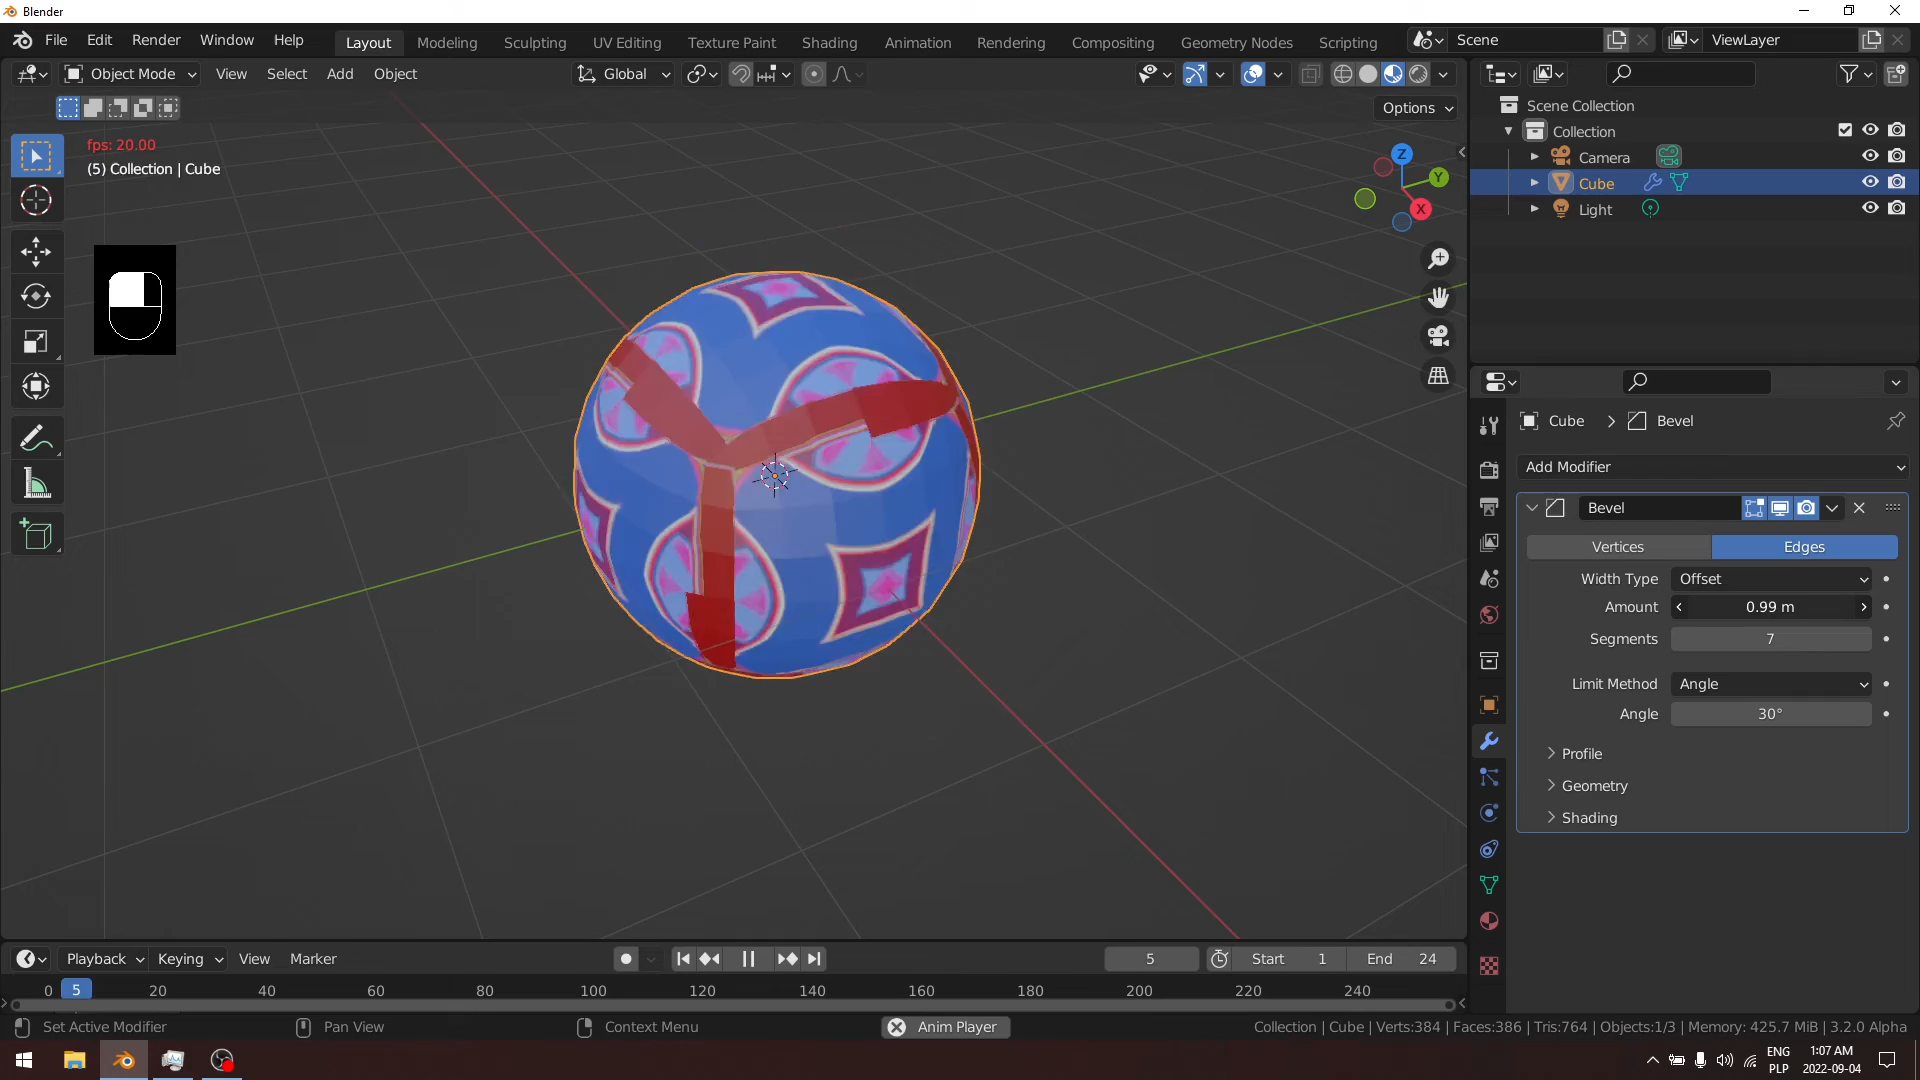 Blender
File Edit Render Window Help Layout Modeling Sculpting UV Editing Texture Paint Shading Animation Rendering Compositing Geometry Nodes Scripting Scene ViewLayer
Object Mode View Select Add Object Global
Options
fps: 20.00
(5) Collection | Cube
Z
Y
X
Scene Collection
Collection
Camera
Cube
Light
Cube > Bevel
Add Modifier
Bevel
Vertices Edges
Width Type Offset
Amount 0.99 m
Segments 7
Limit Method Angle
Angle 30°
Profile
Geometry
Shading
Playback Keying View Marker 5 Start 1 End 24
0 5 20 40 60 80 100 120 140 160 180 200 220 240
Set Active Modifier Pan View Context Menu Anim Player Collection | Cube | Verts:384 | Faces:386 | Tris:764 | Objects:1/3 | Memory: 425.7 MiB | 3.2.0 Alpha
ENG 1:07 AM
PLP 2022-09-04